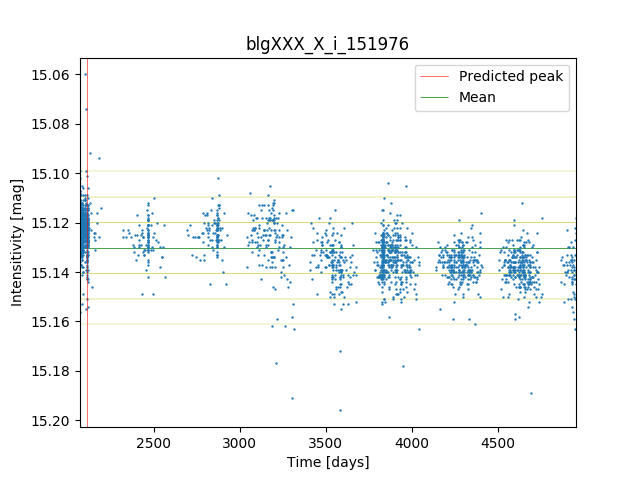 blgXXX_X_i_151976
Predicted peak
Mean
Intensitivity [mag]
15.06
15.08
15.10
15.12
15.14
15.16
15.18
15.20
2500
3000
3500
4000
4500
Time [days]